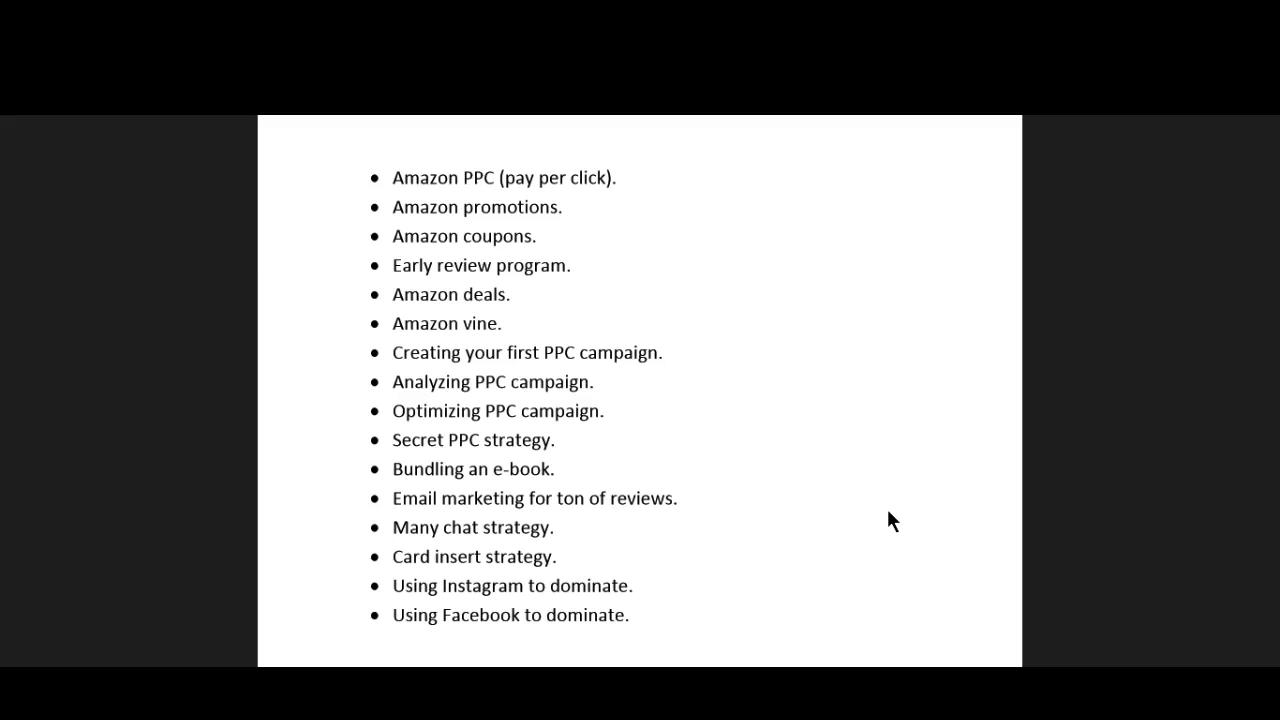 • Amazon PPC (pay per click).
• Amazon promotions.
• Amazon coupons.
• Early review program.
• Amazon deals.
• Amazon vine.
• Creating your first PPC campaign.
• Analyzing PPC campaign.
• Optimizing PPC campaign.
• Secret PPC strategy.
• Bundling an e-book.
• Email marketing for ton of reviews.
• Many chat strategy.
• Card insert strategy.
• Using Instagram to dominate.
• Using Facebook to dominate.